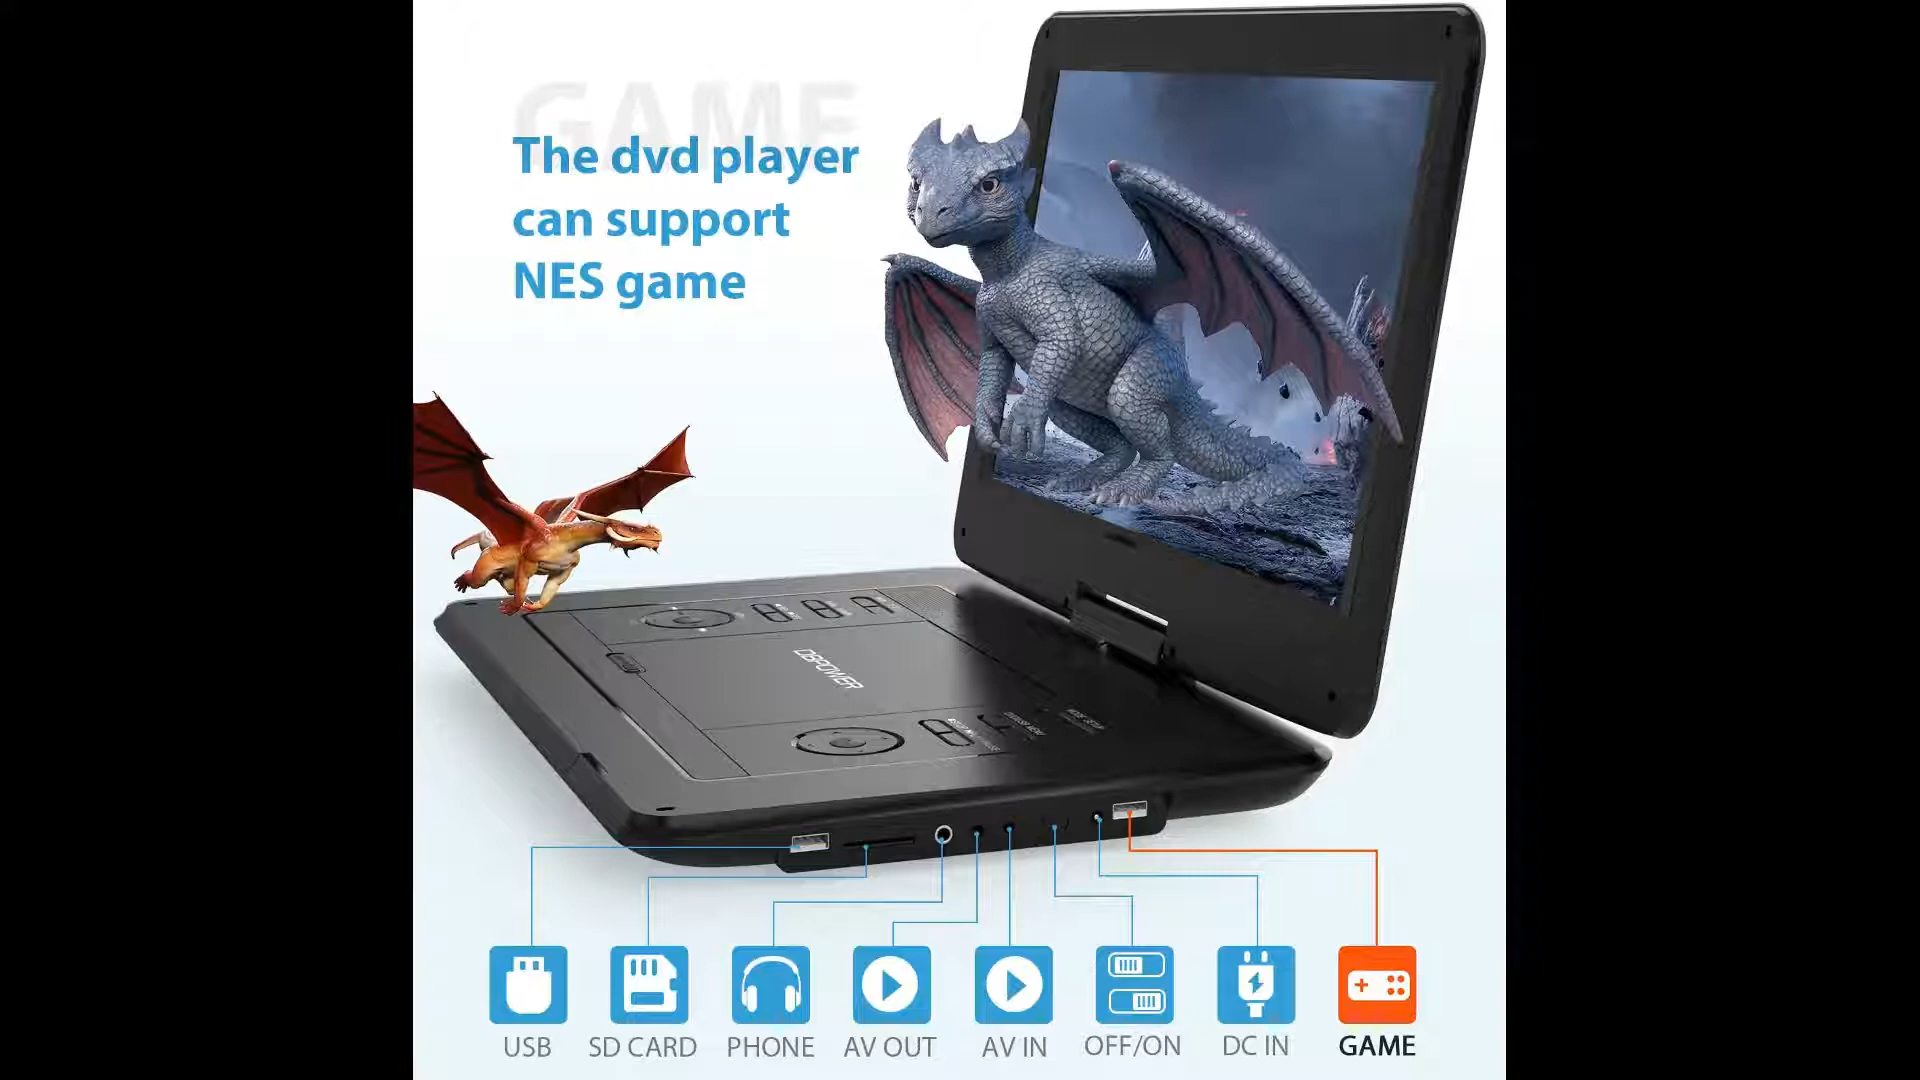 GAME
The dvd player
can support
NES game
DBPOWER
USB
SD CARD
PHONE
AV OUT
AV IN
OFF/ON
DC IN
GAME